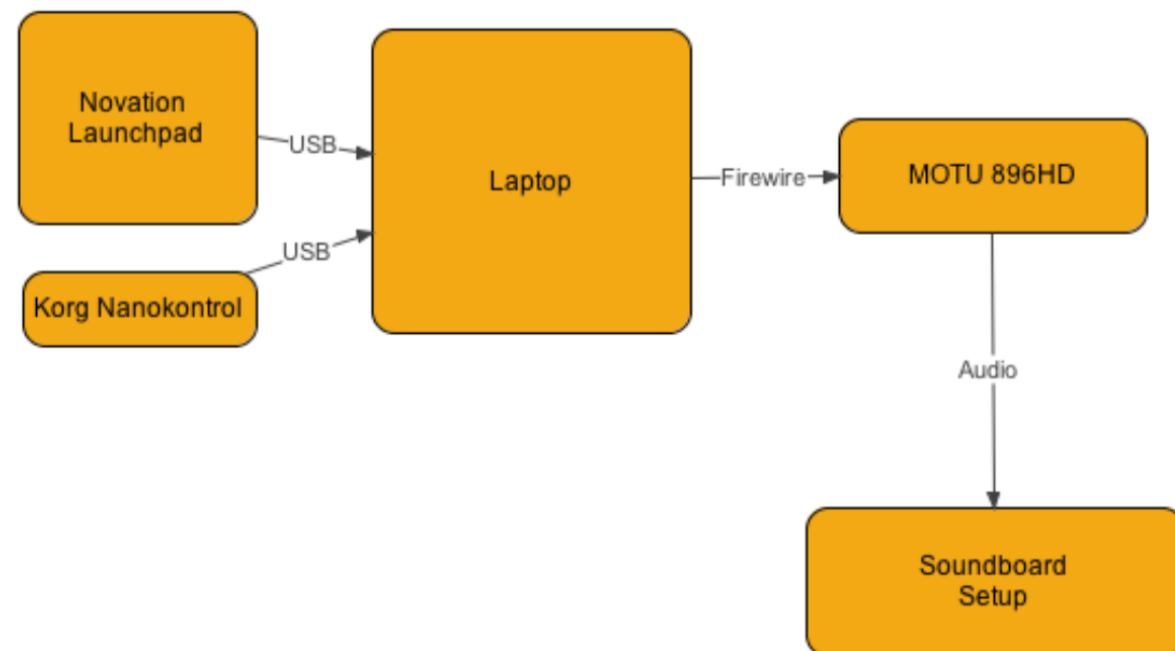 Novation
Launchpad
USB
Laptop
Firewire
MOTU 896HD
USB
Korg Nanokontrol
Audio
Soundboard
Setup